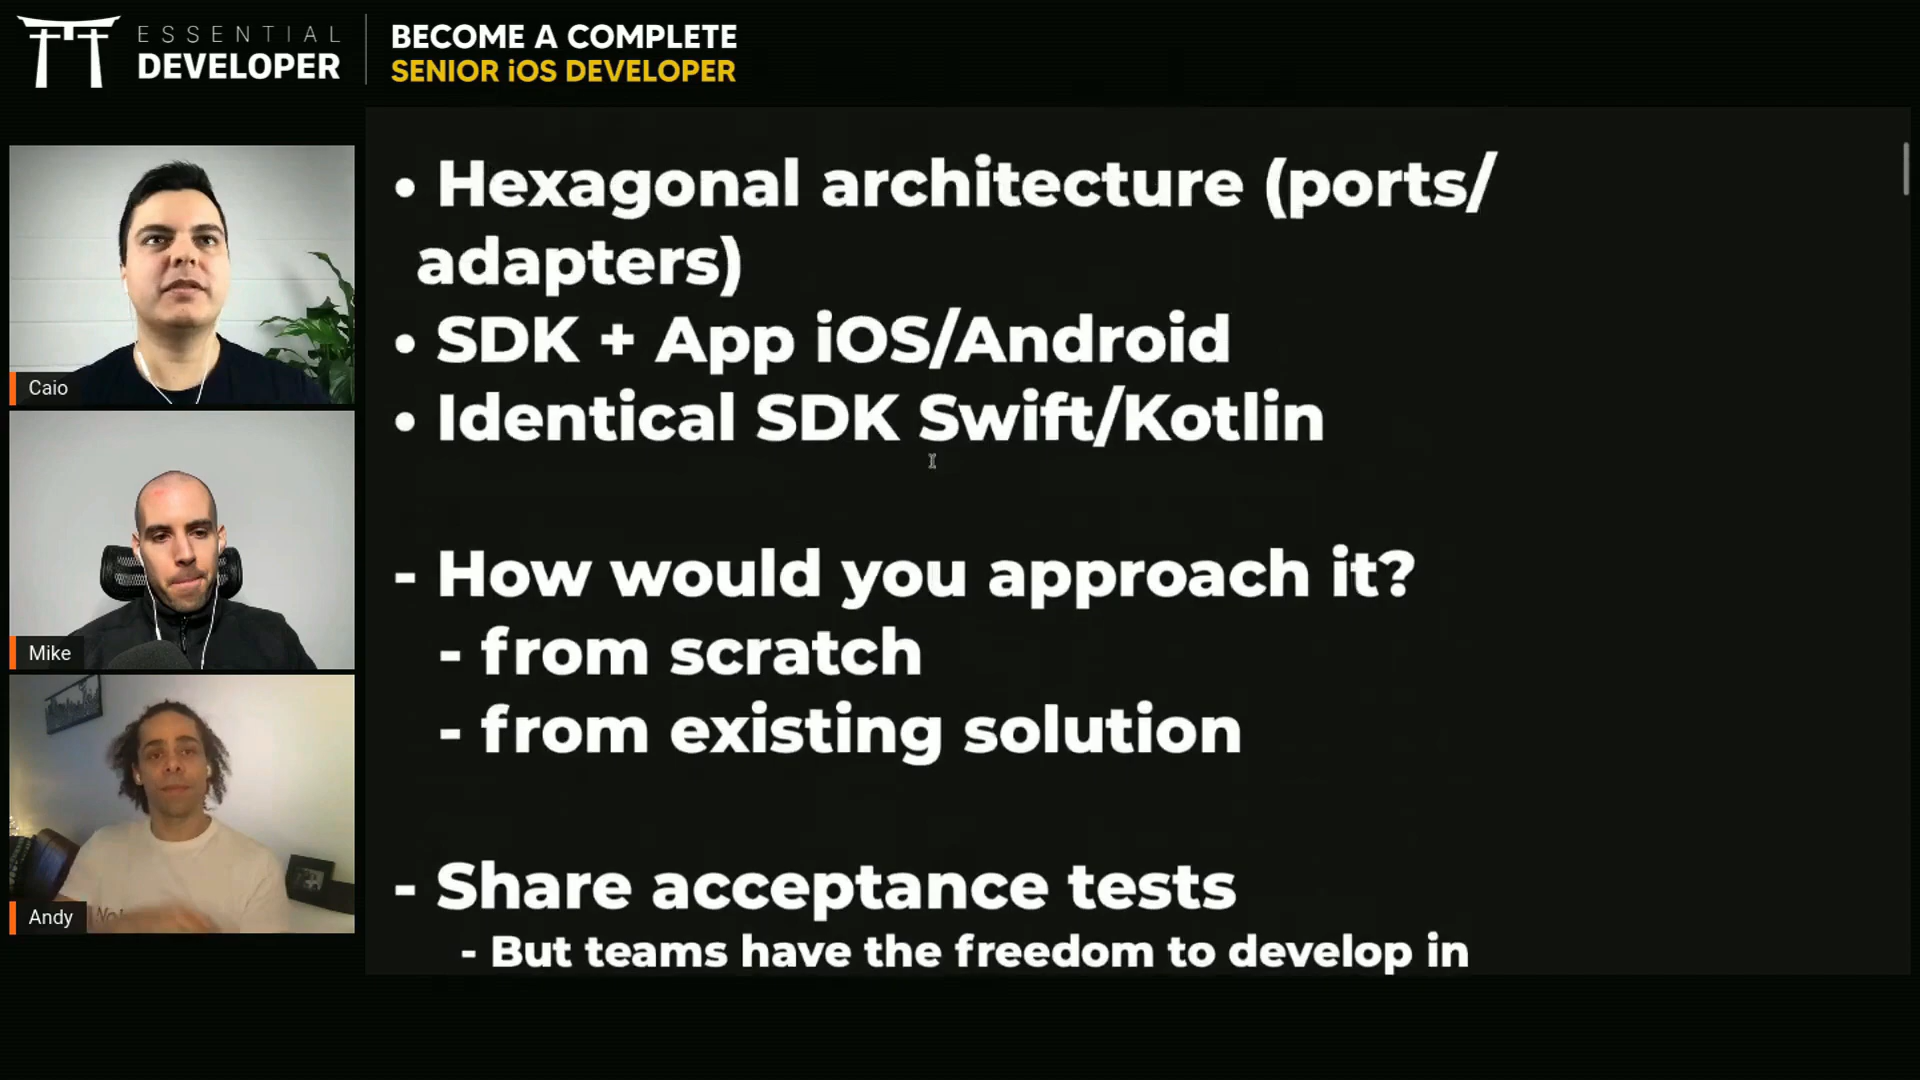 ESSENTIAL
DEVELOPER
BECOME A COMPLETE
SENIOR iOS DEVELOPER
• Hexagonal architecture (ports/
adapters)
• SDK + App iOS/Android
• Identical SDK Swift/Kotlin
- How would you approach it?
- from scratch
- from existing solution
- Share acceptance tests
- But teams have the freedom to develop in
Caio
Mike
Andy